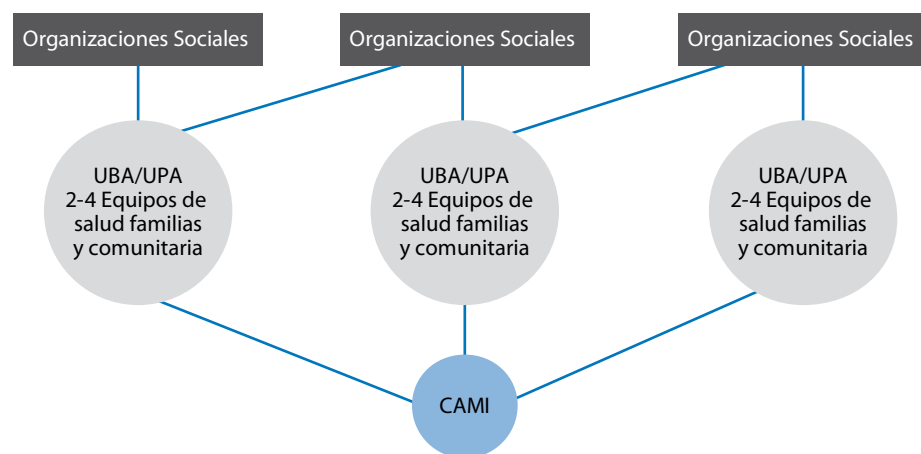 Organizaciones Sociales
Organizaciones Sociales
Organizaciones Sociales
UBA/UPA
2-4 Equipos de
salud familias
y comunitaria
UBA/UPA
2-4 Equipos de
salud familias
y comunitaria
UBA/UPA
2-4 Equipos de
salud familias
y comunitaria
CAMI